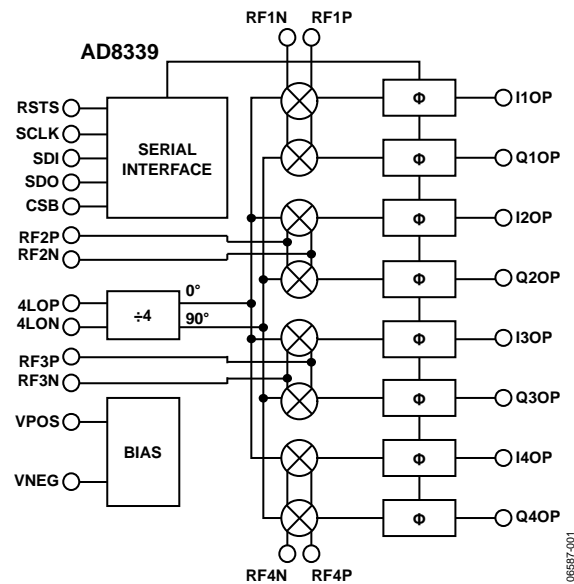 RF1N RF1P
AD8339
RSTS
SCLK
SDI
SDO
CSB
SERIAL
INTERFACE
Φ
I1OP
Φ
Q1OP
Φ
I2OP
RF2P
RF2N
Φ
Q2OP
4LOP
4LON
÷4
0°
90°
Φ
I3OP
RF3P
RF3N
Φ
Q3OP
VPOS
VNEG
BIAS
Φ
I4OP
Φ
Q4OP
RF4N RF4P
06587-001